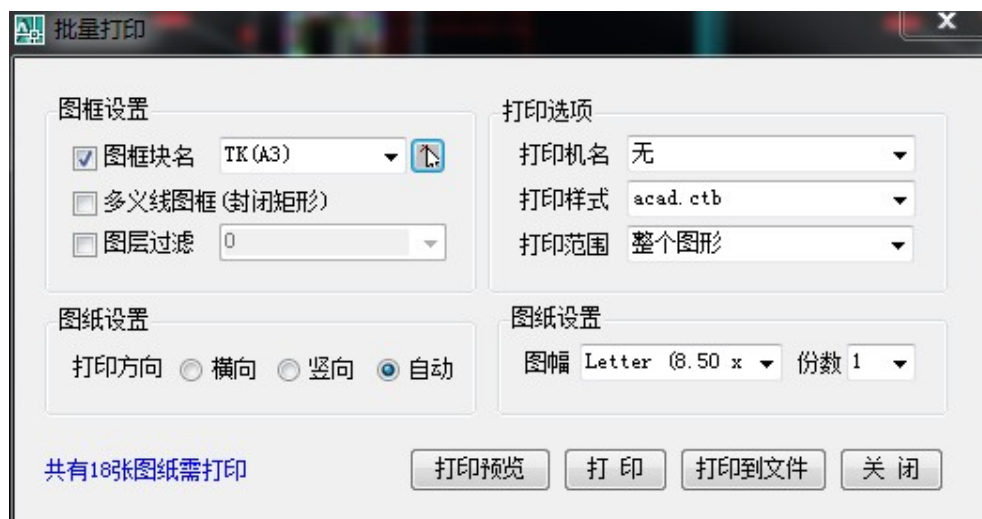 批量打印
图框设置
图框块名 TK(A3)
多义线图框(封闭矩形)
图层过滤 0
打印选项
打印机名 无
打印样式 acad.ctb
打印范围 整个图形
图纸设置
打印方向 横向 竖向 自动
图纸设置
图幅 Letter (8.50 x 份数 1
共有18张图纸需打印
打印预览 打 印 打印到文件 关 闭